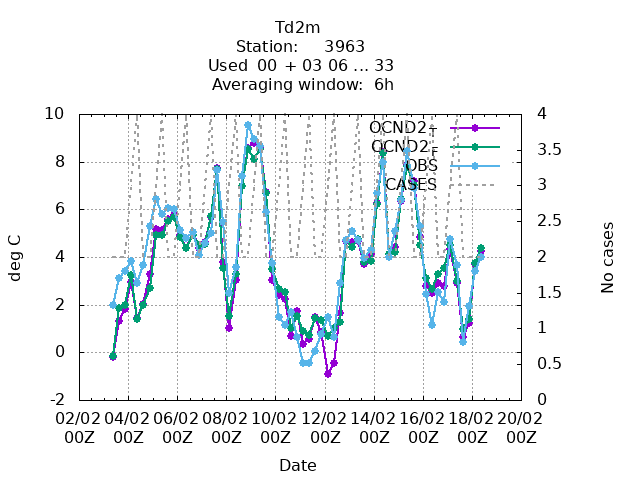 Td2m
Station: 3963
Used 00 + 03 06 ... 33
Averaging window: 6h
10
8
6
4
2
0
-2
deg C
4
3.5
3
2.5
2
1.5
1
0.5
0
No cases
OBS
CASES
02/02 04/02 06/02 08/02 10/02 12/02 14/02 16/02 18/02 20/02
00Z 00Z 00Z 00Z 00Z 00Z 00Z 00Z 00Z 00Z
Date